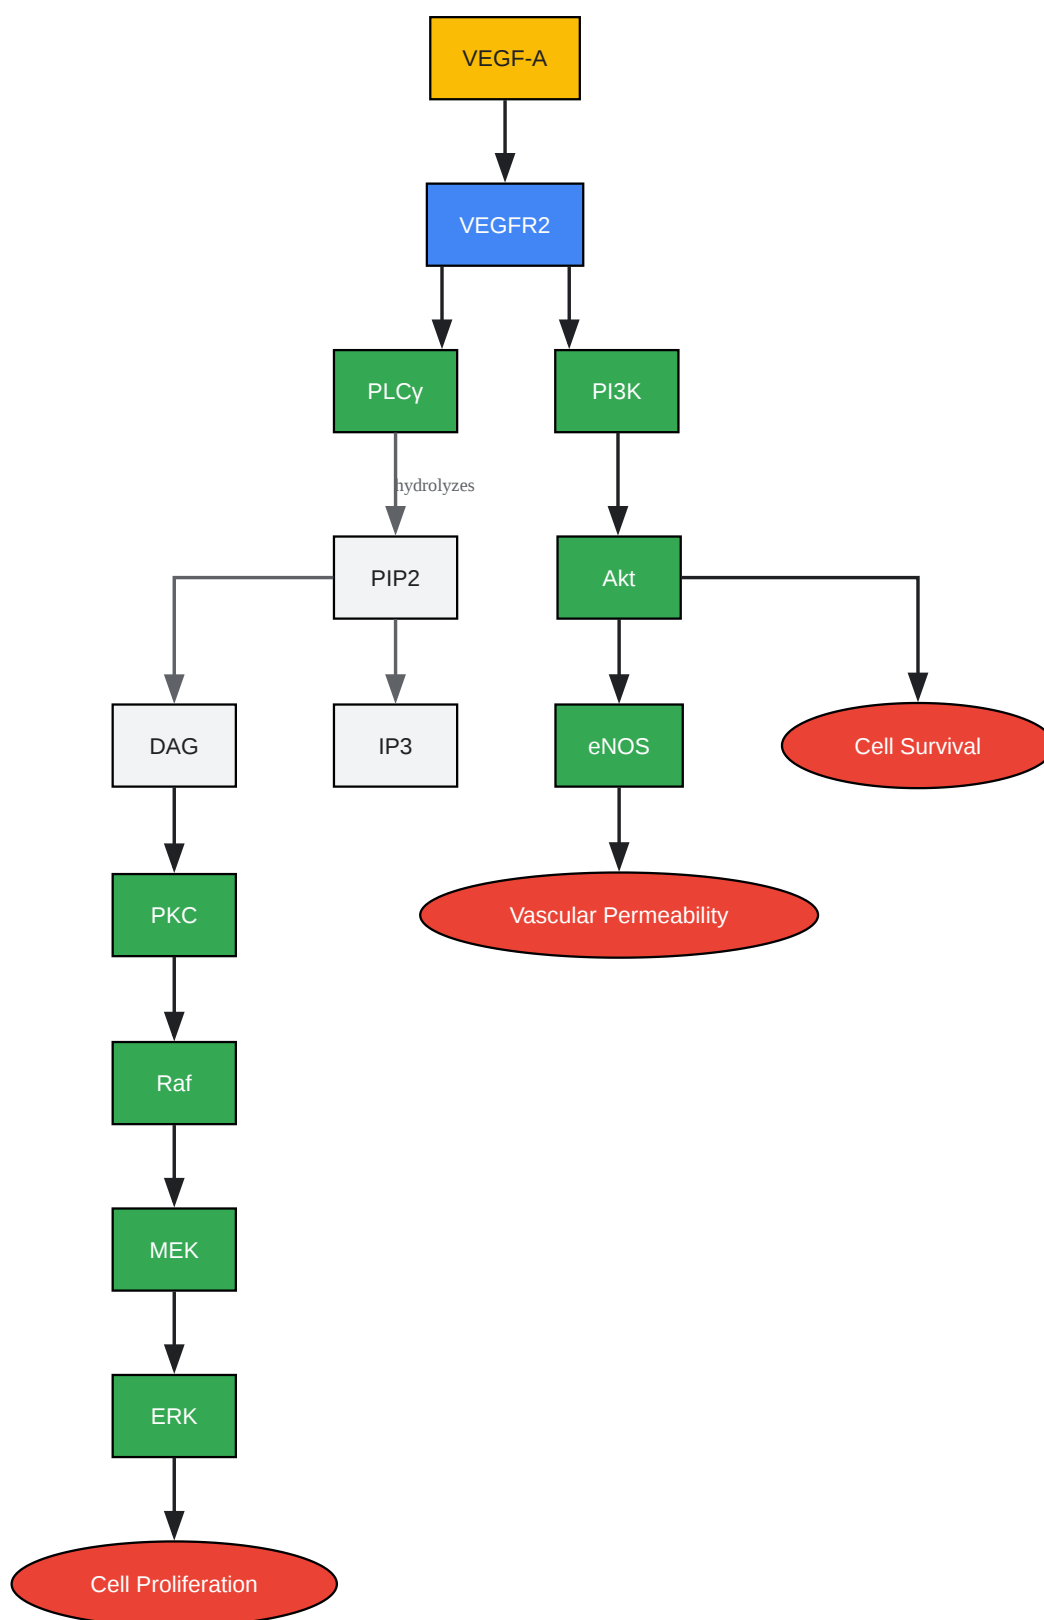 VEGF-A
VEGFR2
PLCγ
PI3K
hydrolyzes
PIP2
Akt
DAG
IP3
eNOS
Cell Survival
PKC
Vascular Permeability
Raf
MEK
ERK
Cell Proliferation